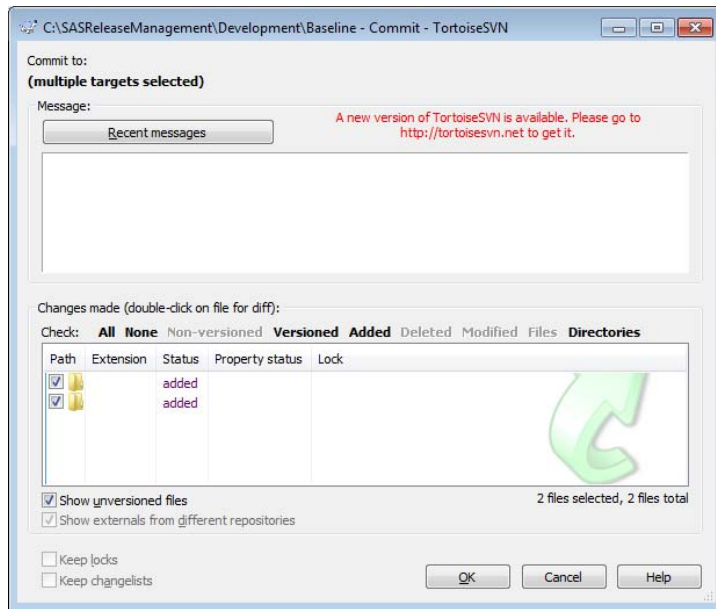 C:\SASReleaseManagement\Development\Baseline - Commit - TortoiseSVN
Commit to:
(multiple targets selected)
Message:
Recent messages
A new version of TortoiseSVN is available. Please go to
http://tortoisesvn.net to get it.
Changes made (double-click on file for diff):
Check: All None Non-versioned Versioned Added Deleted Modified Files Directories
Path Extension Status Property status Lock
added
added
Show unversioned files
2 files selected, 2 files total
Show externals from different repositories
Keep locks
Keep changelists
OK Cancel Help